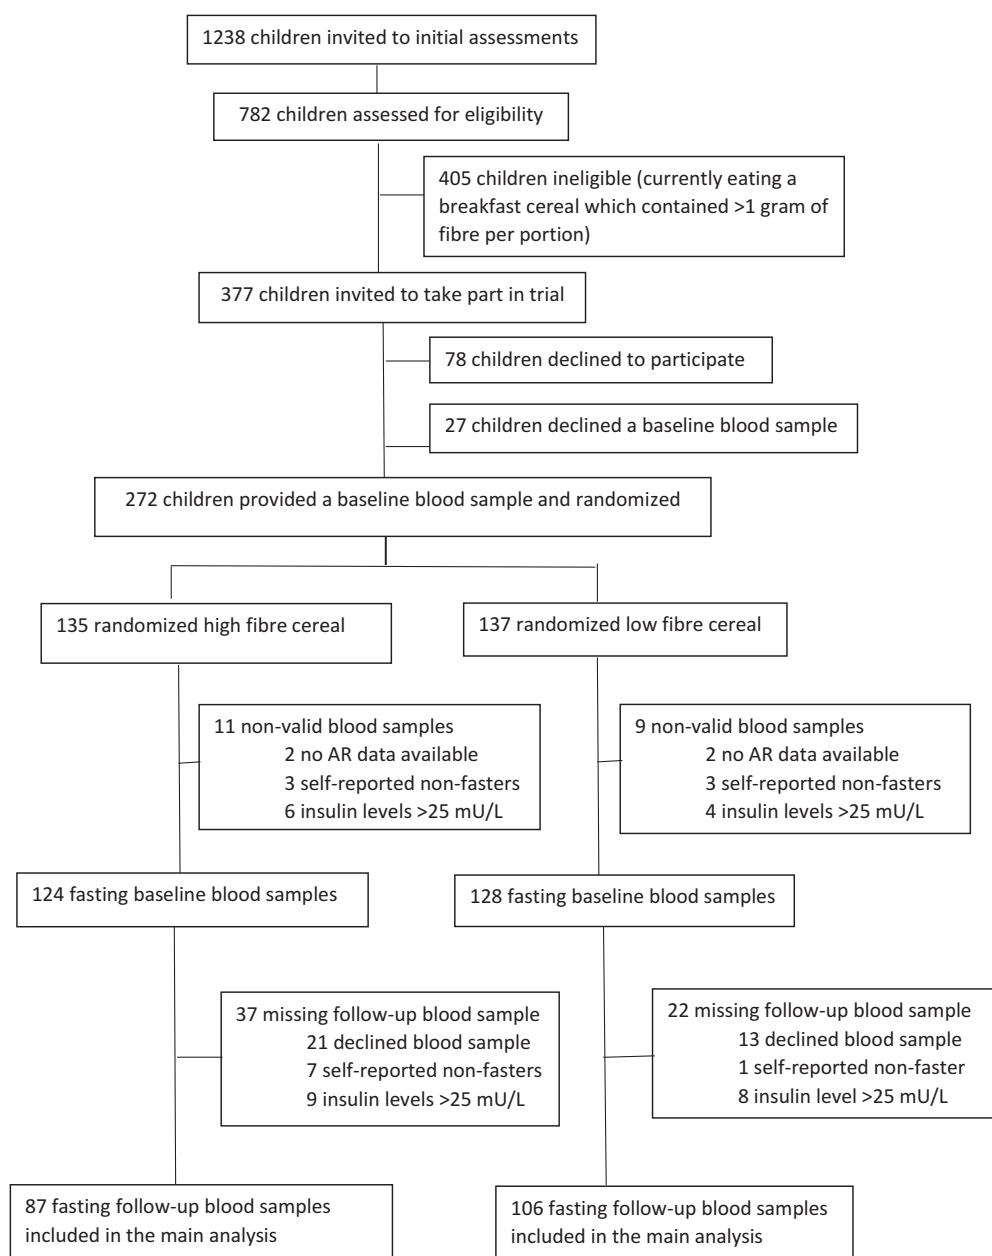 1238 children invited to initial assessments
782 children assessed for eligibility
405 children ineligible (currently eating a
breakfast cereal which contained >1 gram of
fibre per portion)
377 children invited to take part in trial
78 children declined to participate
27 children declined a baseline blood sample
272 children provided a baseline blood sample and randomized
135 randomized high fibre cereal
137 randomized low fibre cereal
11 non-valid blood samples
2 no AR data available
3 self-reported non-fasters
6 insulin levels >25 mU/L
9 non-valid blood samples
2 no AR data available
3 self-reported non-fasters
4 insulin levels >25 mU/L
124 fasting baseline blood samples
128 fasting baseline blood samples
37 missing follow-up blood sample
21 declined blood sample
7 self-reported non-fasters
9 insulin levels >25 mU/L
22 missing follow-up blood sample
13 declined blood sample
1 self-reported non-faster
8 insulin level >25 mU/L
87 fasting follow-up blood samples
included in the main analysis
106 fasting follow-up blood samples
included in the main analysis